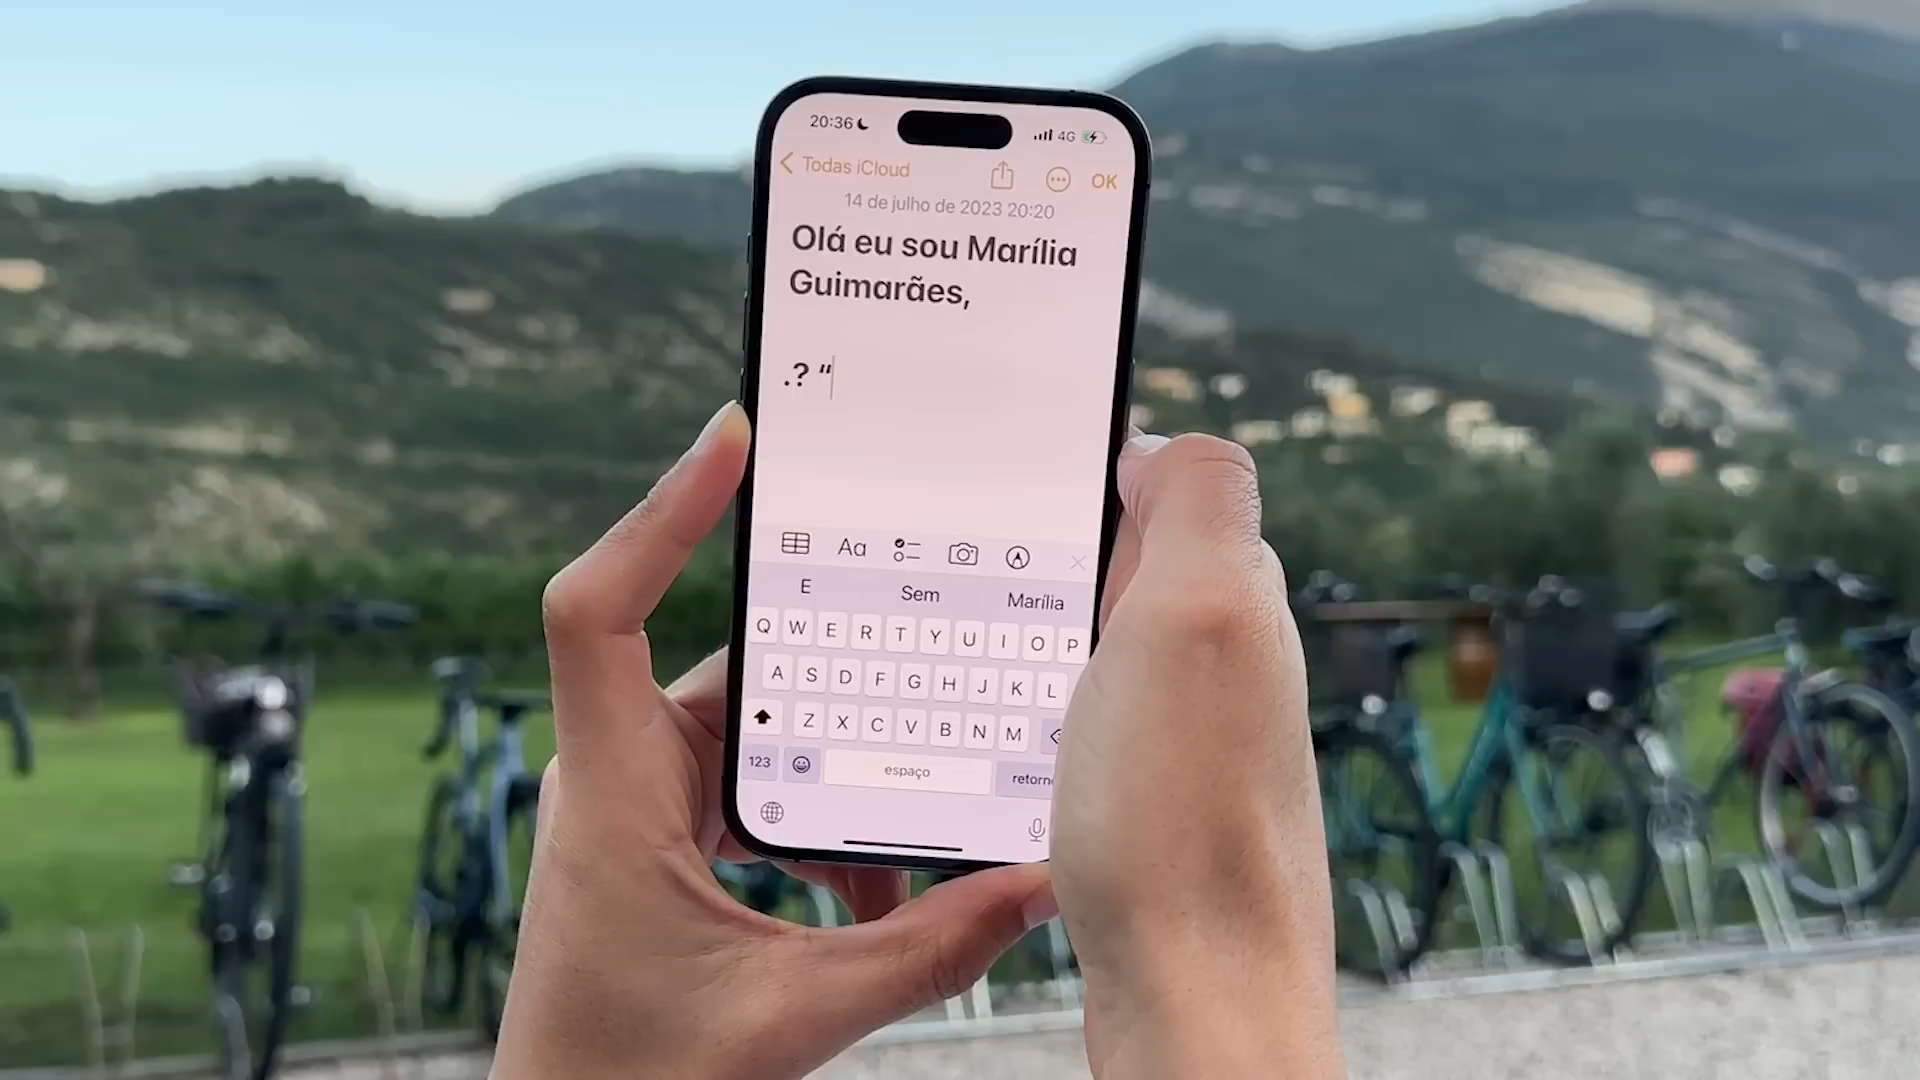 20:36 4G
Todas iCloud OK
14 de julho de 2023 20:20
Olá eu sou Marília
Guimarães,
.? “
Aa
E Sem Marília
Q W E R T Y U I O P
A S D F G H J K L
Z X C V B N M
123 espaço retorno